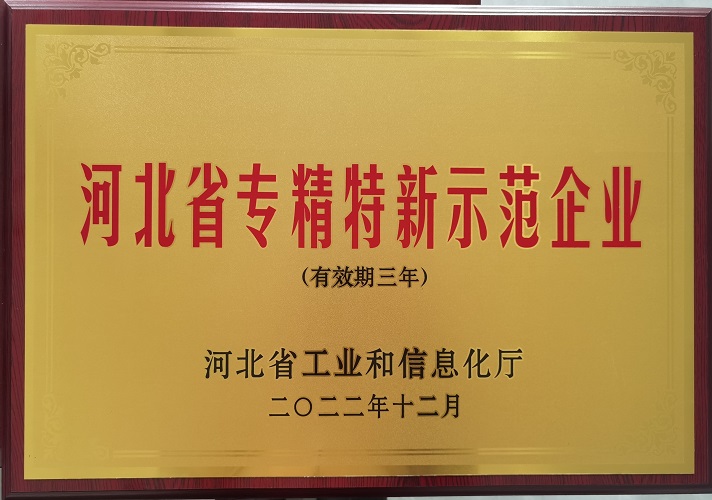 河北省专精特新示范企业
(有效期三年)
河北省工业和信息化厅
二〇二二年十二月